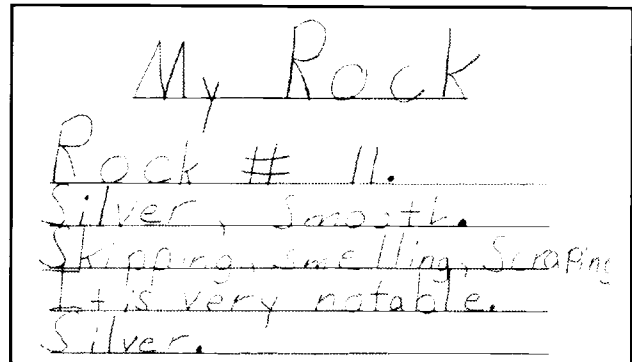 My Rock
Rock # 11.
Silver, Smooth.
Skipping, smelling, Scraping
It is very notable.
Silver.